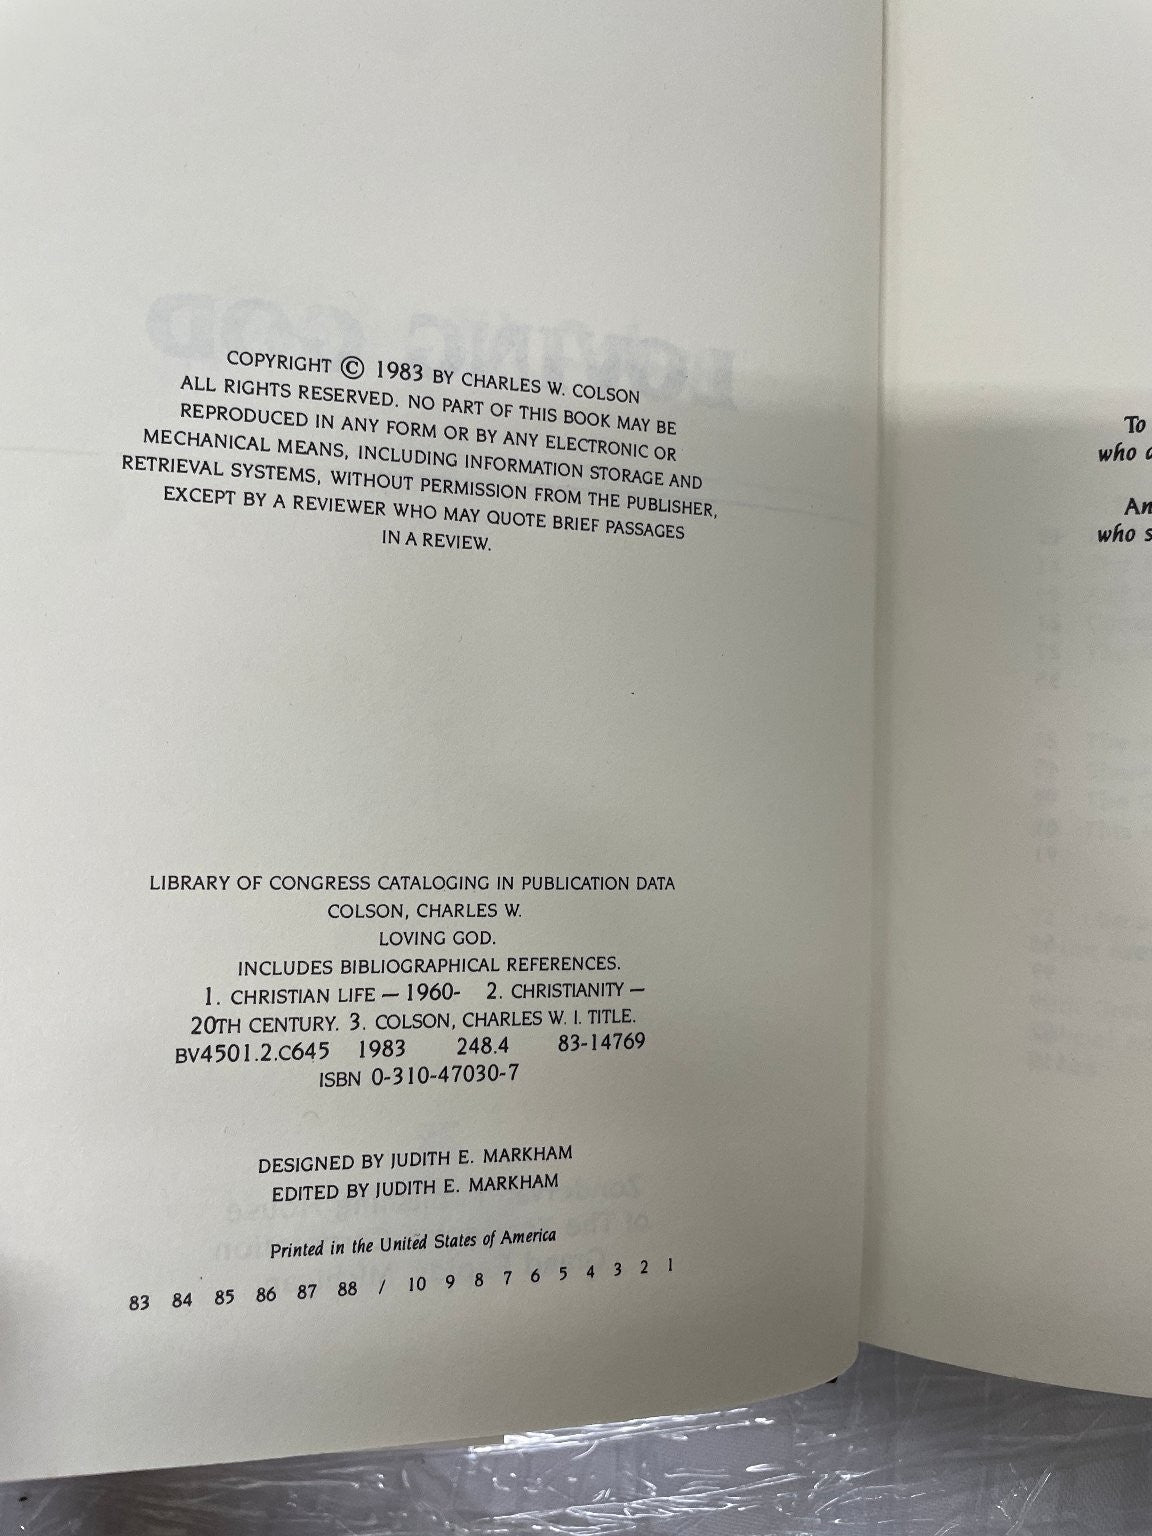 COPYRIGHT © 1983 BY CHARLES W. COLSON
ALL RIGHTS RESERVED. NO PART OF THIS BOOK MAY BE
REPRODUCED IN ANY FORM OR BY ANY ELECTRONIC OR
MECHANICAL MEANS, INCLUDING INFORMATION STORAGE AND
RETRIEVAL SYSTEMS, WITHOUT PERMISSION FROM THE PUBLISHER,
EXCEPT BY A REVIEWER WHO MAY QUOTE BRIEF PASSAGES
IN A REVIEW.
LIBRARY OF CONGRESS CATALOGING IN PUBLICATION DATA
COLSON, CHARLES W.
LOVING GOD.
INCLUDES BIBLIOGRAPHICAL REFERENCES.
1. CHRISTIAN LIFE — 1960- 2. CHRISTIANITY —
20TH CENTURY. 3. COLSON, CHARLES W. I. TITLE.
BV4501.2.C645 1983 248.4 83-14769
ISBN 0-310-47030-7
DESIGNED BY JUDITH E. MARKHAM
EDITED BY JUDITH E. MARKHAM
Printed in the United States of America
83 84 85 86 87 88 / 10 9 8 7 6 5 4 3 2 1
To
who
An
who s